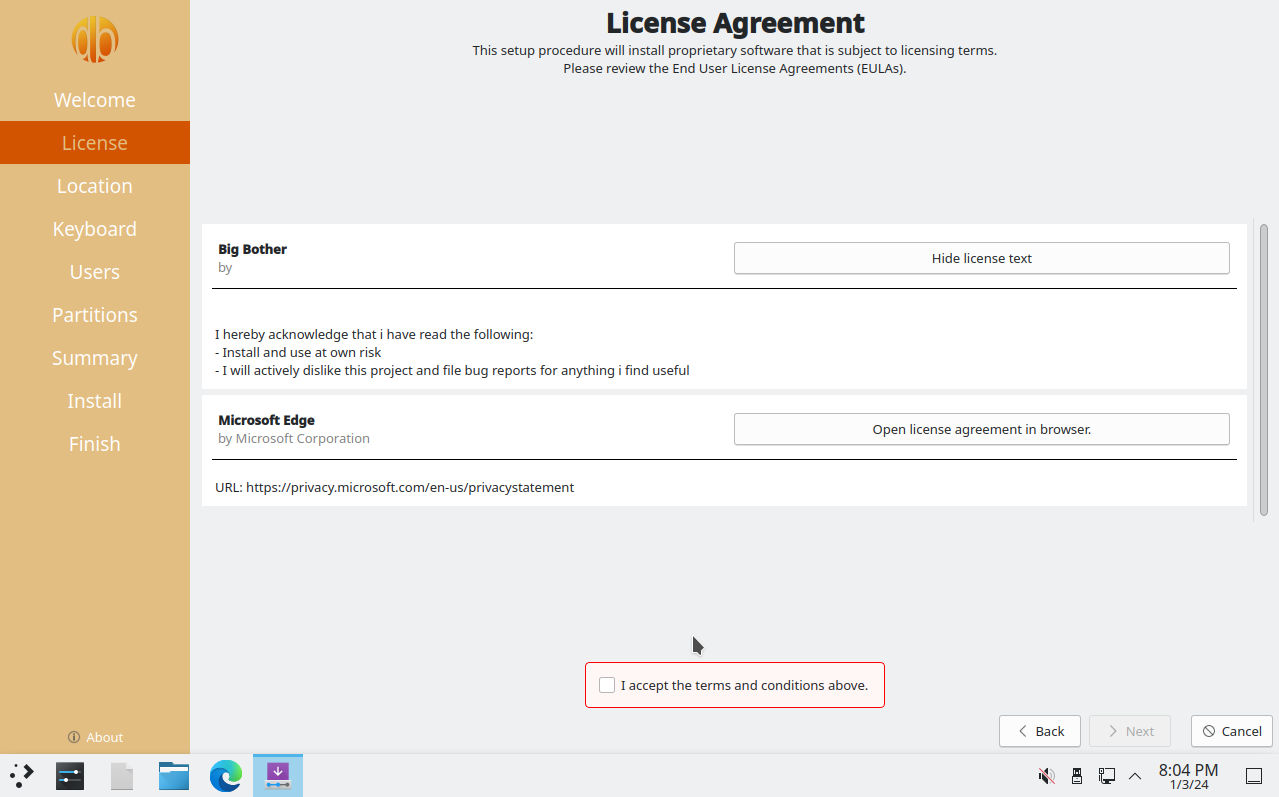 License Agreement
This setup procedure will install proprietary software that is subject to licensing terms.
Please review the End User License Agreements (EULAs).
Welcome
License
Location
Keyboard
Users
Partitions
Summary
Install
Finish
About
Big Bother
by
Hide license text
I hereby acknowledge that i have read the following:
- Install and use at own risk
- I will actively dislike this project and file bug reports for anything i find useful
Microsoft Edge
by Microsoft Corporation
Open license agreement in browser.
URL: https://privacy.microsoft.com/en-us/privacystatement
I accept the terms and conditions above.
Back
Next
Cancel
8:04 PM
1/3/24